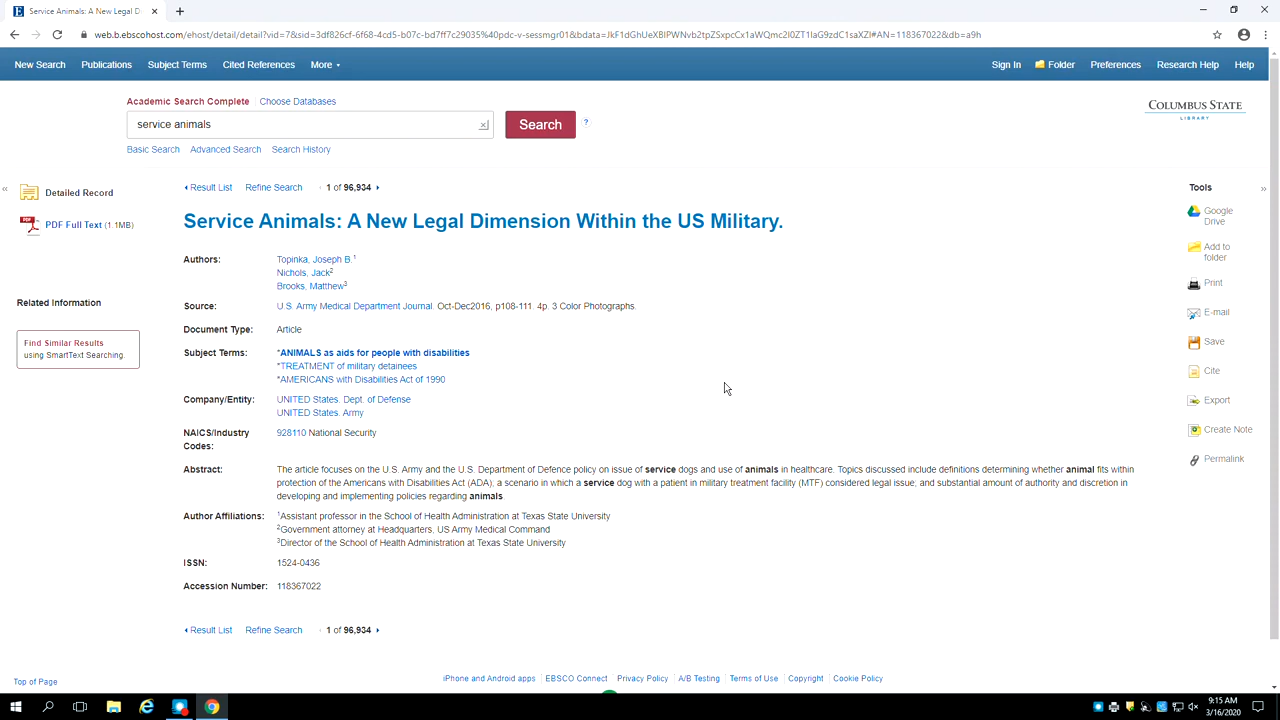 Service Animals: A New Legal D
web.b.ebscohost.com/ehost/detail/detail?vid=7&sid=3df826cf-6f68-4cd5-b07c-bd7ff7c29035%40pdc-v-sessmgr01&bdata=JkF1dGhUeXBlPWNvb2tpZSxpcCx1aWQmc2l0ZT1laG9zdC1saXZl#AN=118367022&db=a9h
New Search Publications Subject Terms Cited References More Sign In Folder Preferences Research Help Help
Academic Search Complete Choose Databases
service animals Search ?
COLUMBUS STATE
LIBRARY
Basic Search Advanced Search Search History
Detailed Record
PDF Full Text (1.1MB)
Related Information
Find Similar Results
using SmartText Searching.
Result List Refine Search 1 of 96,934
Service Animals: A New Legal Dimension Within the US Military.
Authors: Topinka, Joseph B.1
Nichols, Jack2
Brooks, Matthew3
Source: U.S. Army Medical Department Journal. Oct-Dec2016, p108-111. 4p. 3 Color Photographs.
Document Type: Article
Subject Terms: *ANIMALS as aids for people with disabilities
*TREATMENT of military detainees
*AMERICANS with Disabilities Act of 1990
Company/Entity: UNITED States. Dept. of Defense
UNITED States. Army
NAICS/Industry Codes: 928110 National Security
Abstract: The article focuses on the U.S. Army and the U.S. Department of Defence policy on issue of service dogs and use of animals in healthcare. Topics discussed include definitions determining whether animal fits within
protection of the Americans with Disabilities Act (ADA); a scenario in which a service dog with a patient in military treatment facility (MTF) considered legal issue; and substantial amount of authority and discretion in
developing and implementing policies regarding animals.
Author Affiliations: 1Assistant professor in the School of Health Administration at Texas State University
2Government attorney at Headquarters, US Army Medical Command
3Director of the School of Health Administration at Texas State University
ISSN: 1524-0436
Accession Number: 118367022
Result List Refine Search 1 of 96,934
Tools
Google
Drive
Add to
folder
Print
E-mail
Save
Cite
Export
Create Note
Permalink
Top of Page
iPhone and Android apps EBSCO Connect Privacy Policy A/B Testing Terms of Use Copyright Cookie Policy
9:15 AM
3/16/2020